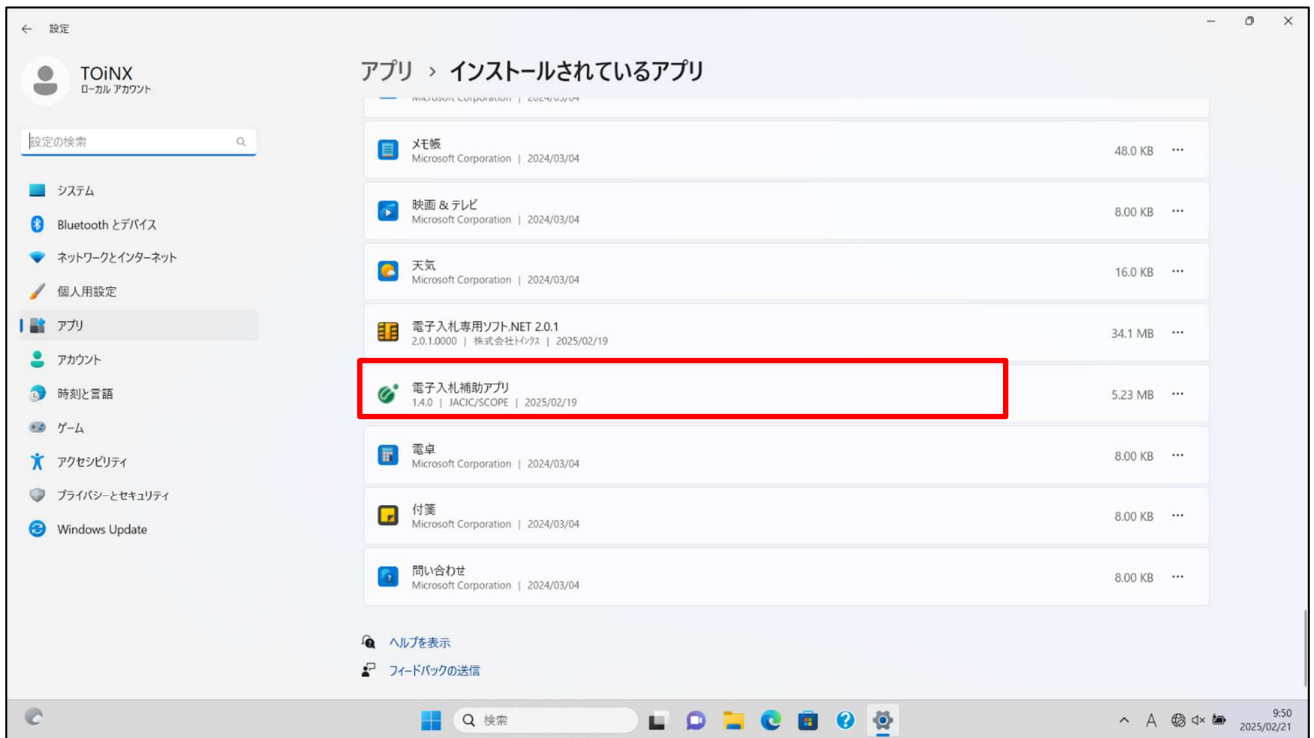 設定
TOiNX
ローカル アカウント
設定の検索
システム
Bluetooth とデバイス
ネットワークとインターネット
個人用設定
アプリ
アカウント
時刻と言語
ゲーム
アクセシビリティ
プライバシーとセキュリティ
Windows Update
アプリ › インストールされているアプリ
Microsoft Corporation | 2024/03/04
メモ帳
Microsoft Corporation | 2024/03/04
48.0 KB
映画 & テレビ
Microsoft Corporation | 2024/03/04
8.00 KB
天気
Microsoft Corporation | 2024/03/04
16.0 KB
電子入札専用ソフト.NET 2.0.1
2.0.1.0000 | 株式会社トインクス | 2025/02/19
34.1 MB
電子入札補助アプリ
1.4.0 | JACIC/SCOPE | 2025/02/19
5.23 MB
電卓
Microsoft Corporation | 2024/03/04
8.00 KB
付箋
Microsoft Corporation | 2024/03/04
8.00 KB
問い合わせ
Microsoft Corporation | 2024/03/04
8.00 KB
ヘルプを表示
フィードバックの送信
検索
A
9:50
2025/02/21